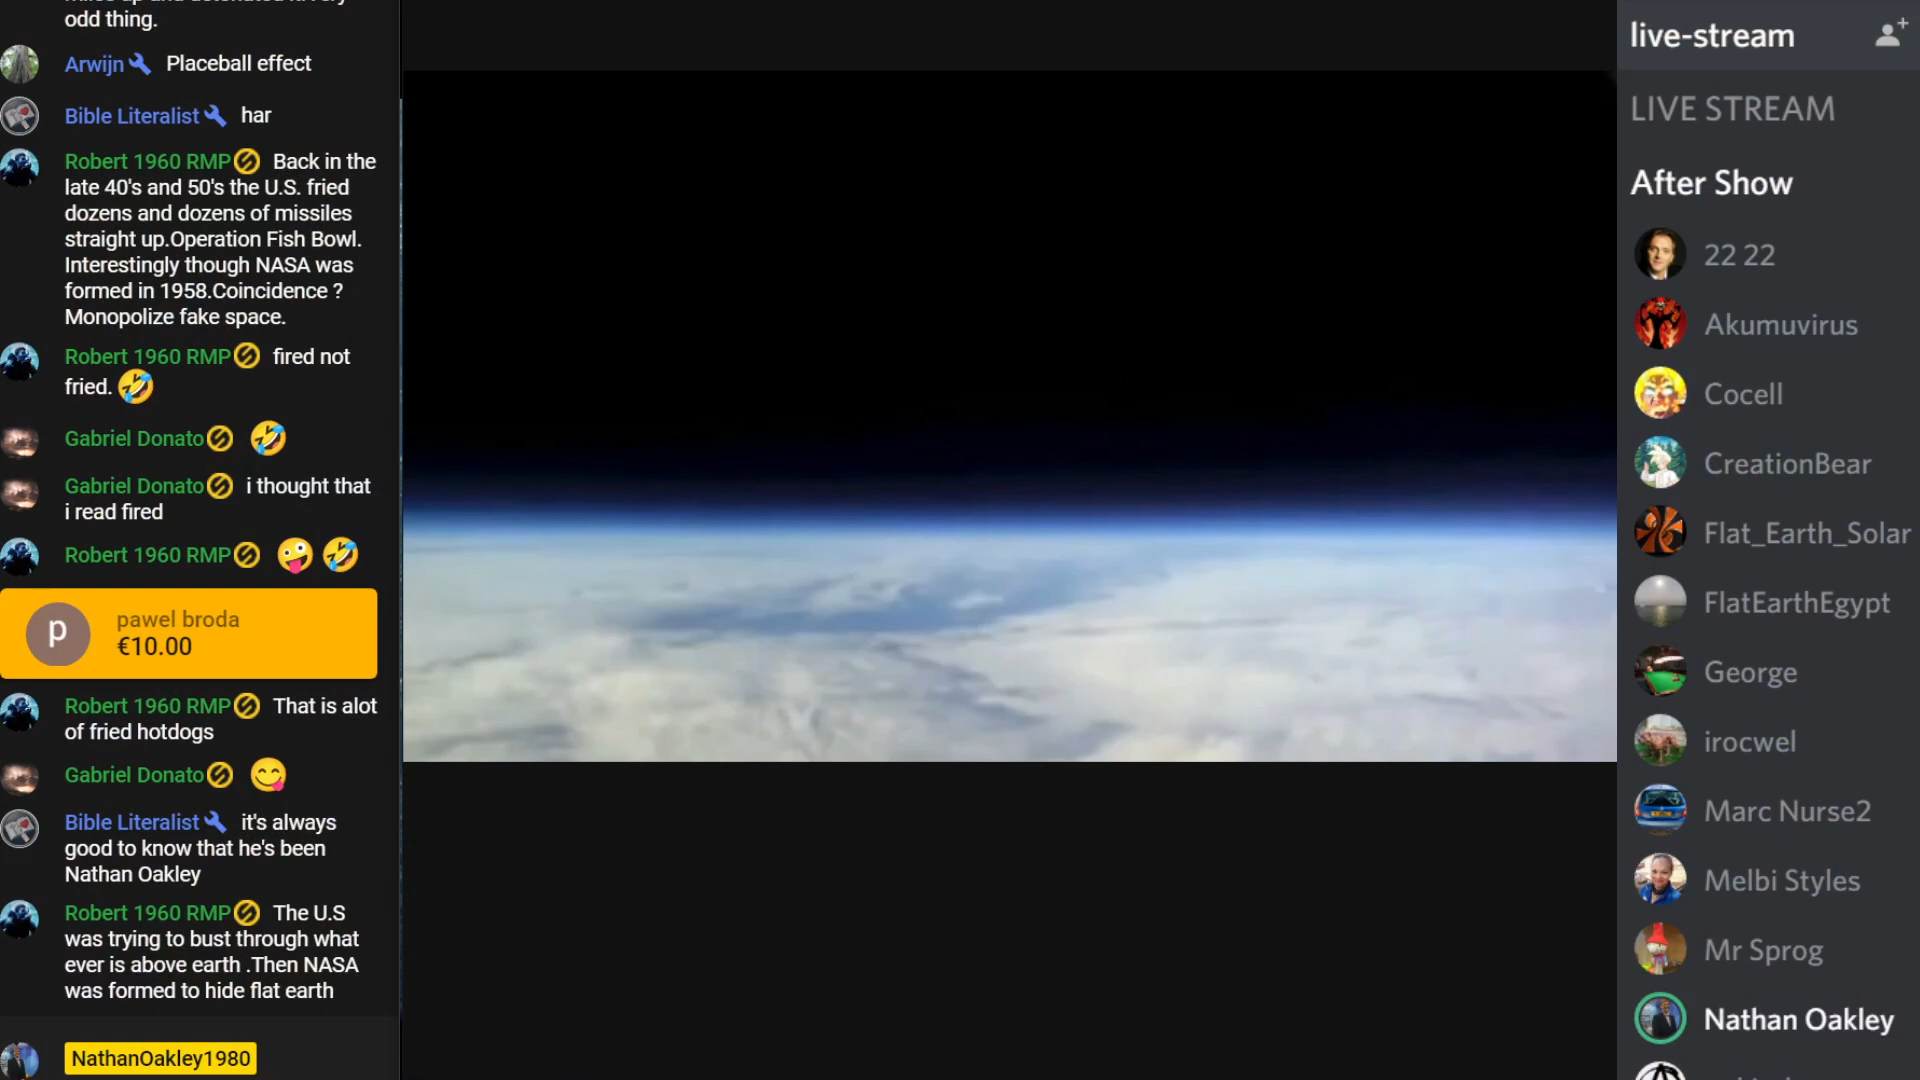 odd thing.
Arwijn Placeball effect
Bible Literalist har
Robert 1960 RMP Back in the
late 40's and 50's the U.S. fried
dozens and dozens of missiles
straight up.Operation Fish Bowl.
Interestingly though NASA was
formed in 1958.Coincidence ?
Monopolize fake space.
Robert 1960 RMP fired not
fried.
Gabriel Donato
Gabriel Donato i thought that
i read fired
Robert 1960 RMP
p
pawel broda
€10.00
Robert 1960 RMP That is alot
of fried hotdogs
Gabriel Donato
Bible Literalist it's always
good to know that he's been
Nathan Oakley
Robert 1960 RMP The U.S
was trying to bust through what
ever is above earth .Then NASA
was formed to hide flat earth
NathanOakley1980
live-stream
LIVE STREAM
After Show
22 22
Akumuvirus
Cocell
CreationBear
Flat_Earth_Solar
FlatEarthEgypt
George
irocwel
Marc Nurse2
Melbi Styles
Mr Sprog
Nathan Oakley